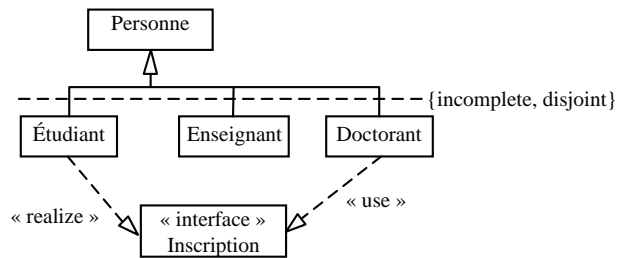 Personne
{incomplete, disjoint}
Étudiant
Enseignant
Doctorant
« realize »
« use »
« interface »
Inscription